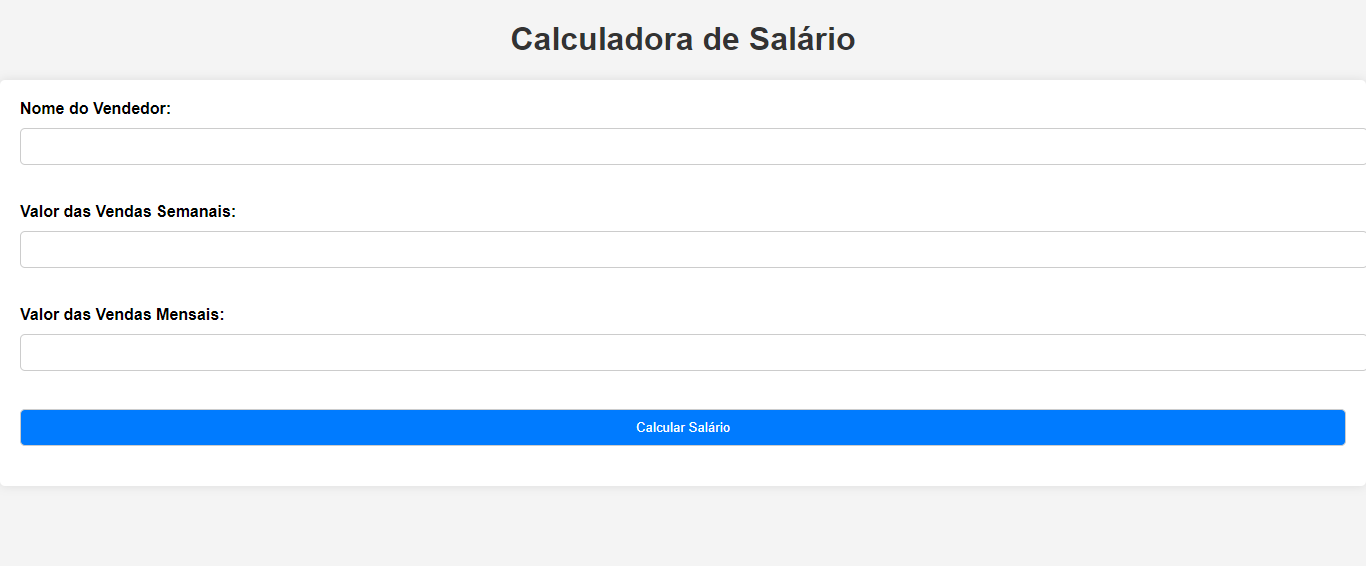 Calculadora de Salário
Nome do Vendedor:
Valor das Vendas Semanais:
Valor das Vendas Mensais:
Calcular Salário